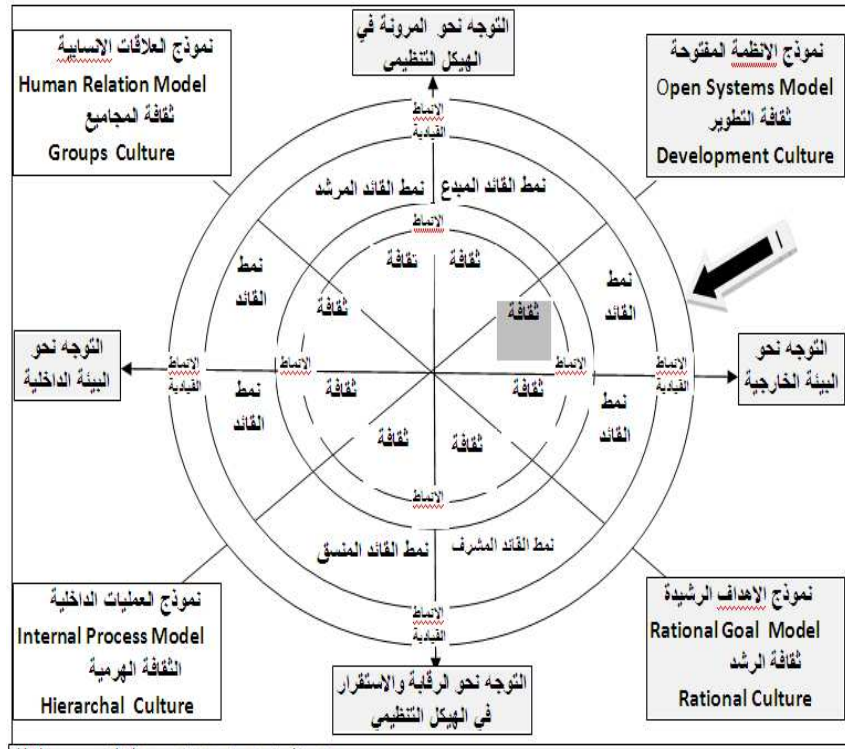 التوجه نحو المرونة في
الهيكل التنظيمي
نموذج الانظمة المفتوحة
Open Systems Model
ثقافة التطوير
Development Culture
نموذج العلاقات الانسابية
Human Relation Model
ثقافة المجاميع
Groups Culture
الانماط
القيادية
نمط القائد المبدع
نمط القائد المرشد
الانماط
ثقافة
ثقافة
نمط
القائد
نمط
القائد
ثقافة
ثقافة
التوجه نحو
البيئة الخارجية
الانماط
القيادية
الانماط
الانماط
الانماط
القيادية
التوجه نحو
البيئة الداخلية
ثقافة
ثقافة
نمط
القائد
نمط
القائد
ثقافة
ثقافة
الانماط
نمط القائد المشرف
نمط القائد المنسق
الانماط
القيادية
نموذج الاهداف الرشيدة
Rational Goal Model
ثقافة الرشد
Rational Culture
نموذج العمليات الداخلية
Internal Process Model
الثقافة الهرمية
Hierarchal Culture
التوجه نحو الرقابة والاستقرار
في الهيكل التنظيمي